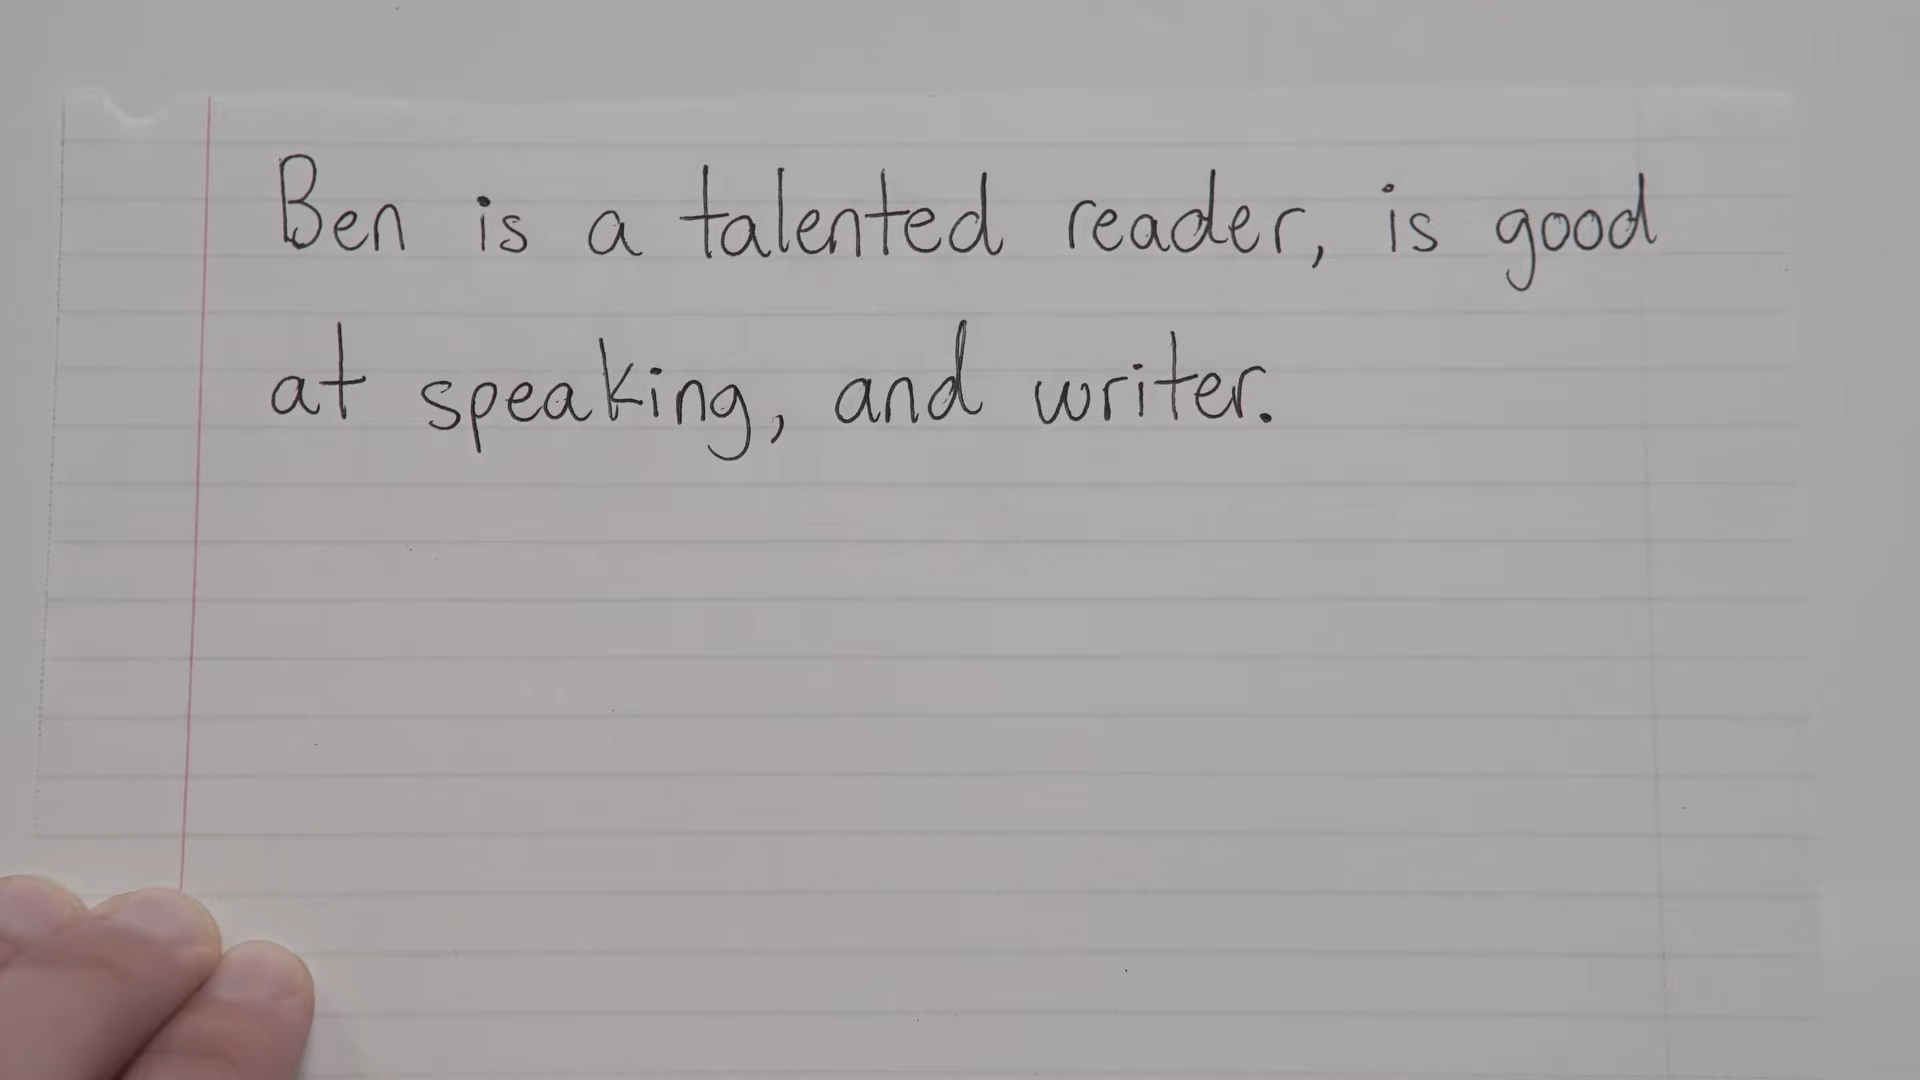 Ben is a talented reader, is good
at speaking, and writer.